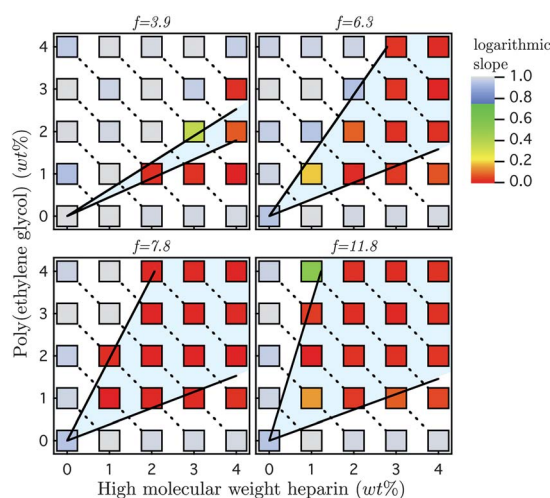 f=3.9
f=6.3
4
3
2
1
0
logarithmic
slope
1.0
0.8
0.6
0.4
0.2
0.0
Poly(ethylene glycol) (wt%)
f=7.8
f=11.8
4
3
2
1
0
0 1 2 3 4
0 1 2 3 4
High molecular weight heparin (wt%)